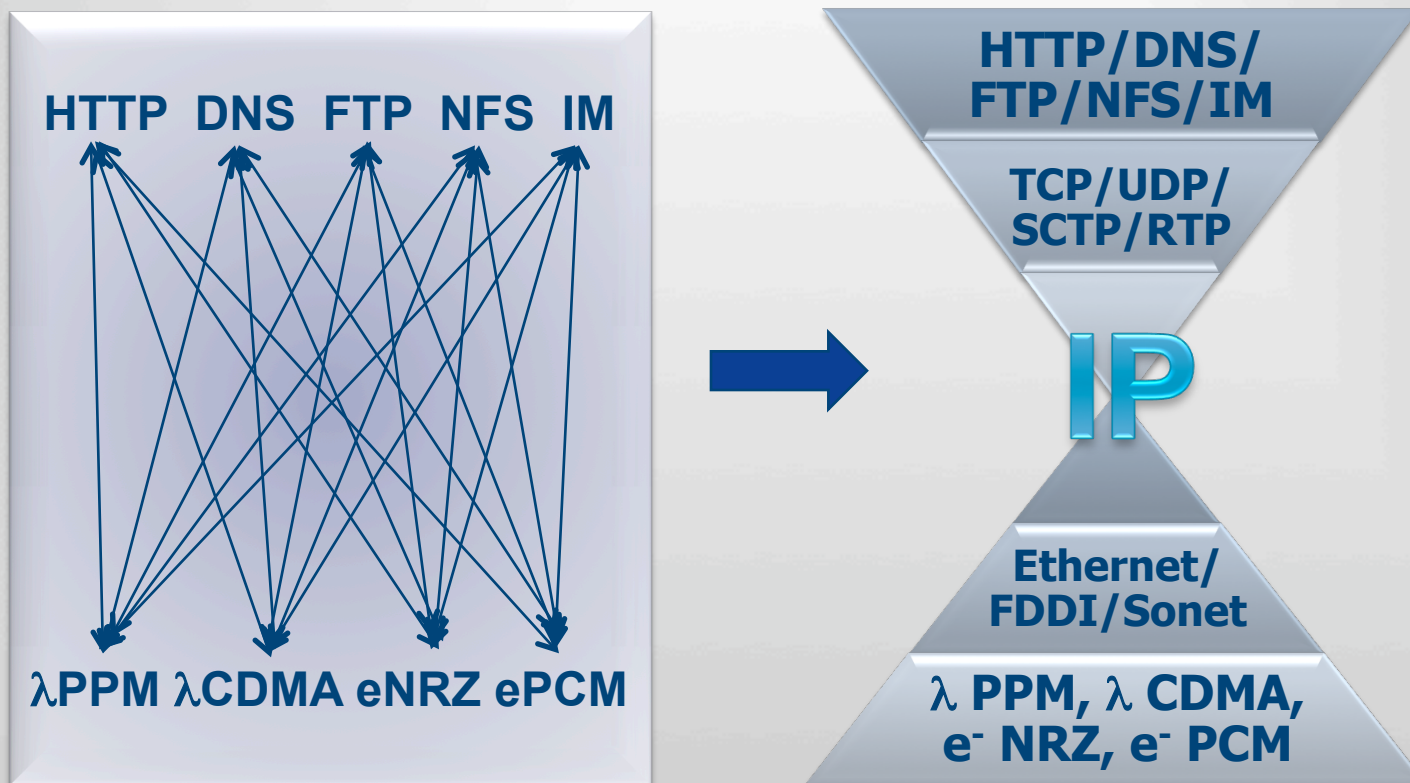 HTTP DNS FTP NFS IM
λPPM λCDMA eNRZ ePCM
HTTP/DNS/
FTP/NFS/IM
TCP/UDP/
SCTP/RTP
IP
Ethernet/
FDDI/Sonet
λ PPM, λ CDMA,
e⁻ NRZ, e⁻ PCM